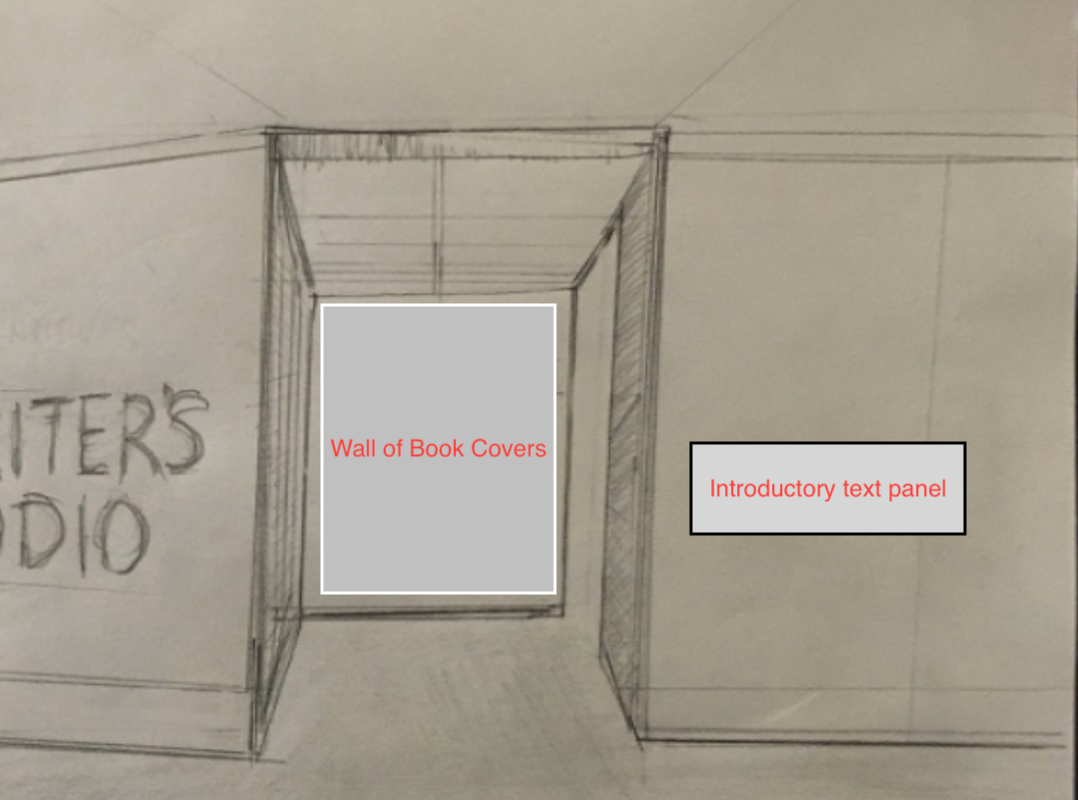 ITER'S
DIO
Wall of Book Covers
Introductory text panel